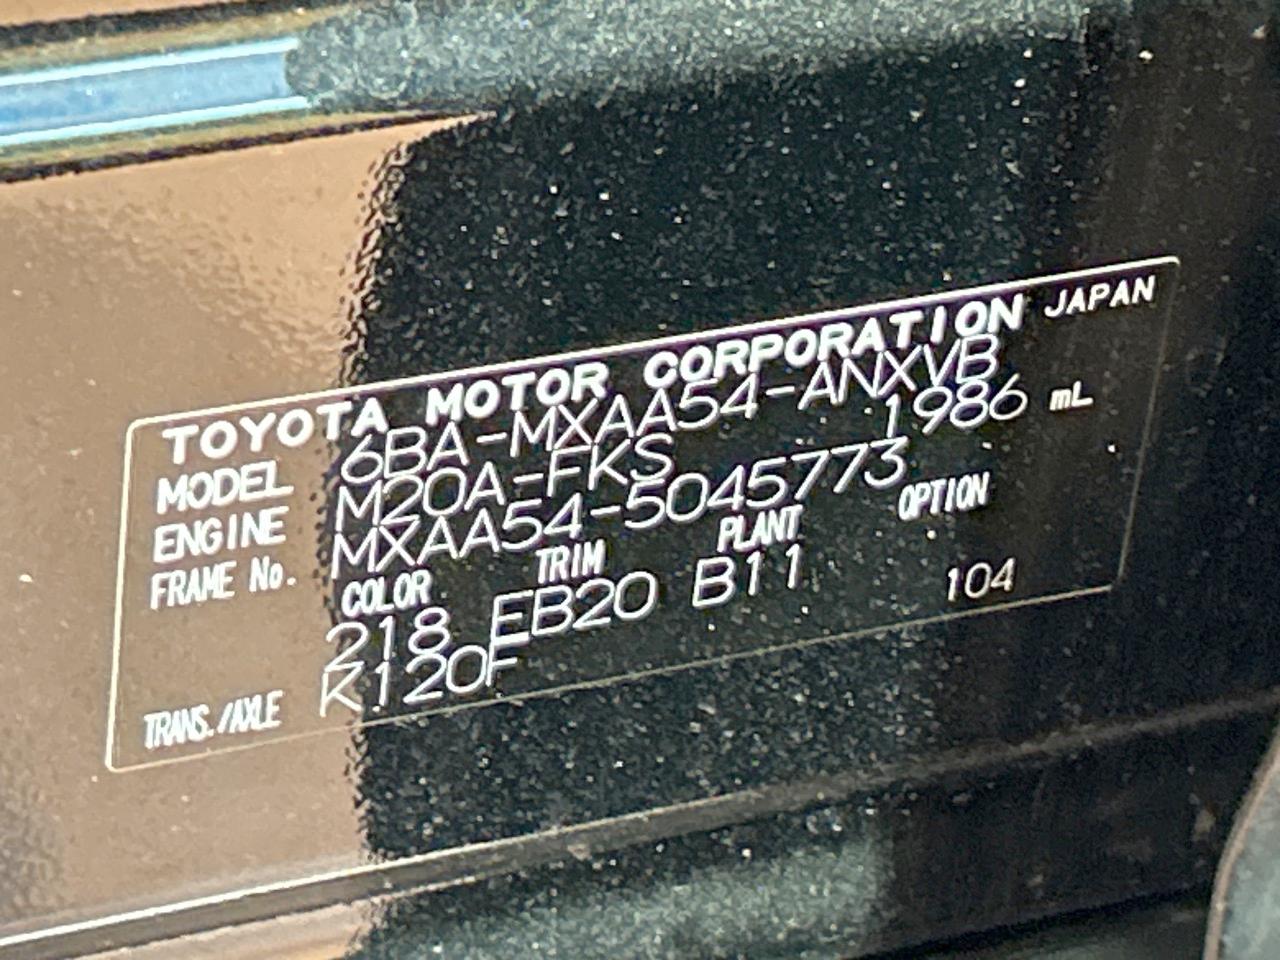 TOYOTA MOTOR CORPORATION JAPAN
MODEL 6BA-MXAA54-ANXVB
ENGINE M20A-FKS 1986 mL
FRAME No. MXAA54-5045773
COLOR TRIM PLANT OPTION
218 EB20 B11 104
TRANS./AXLE K120F